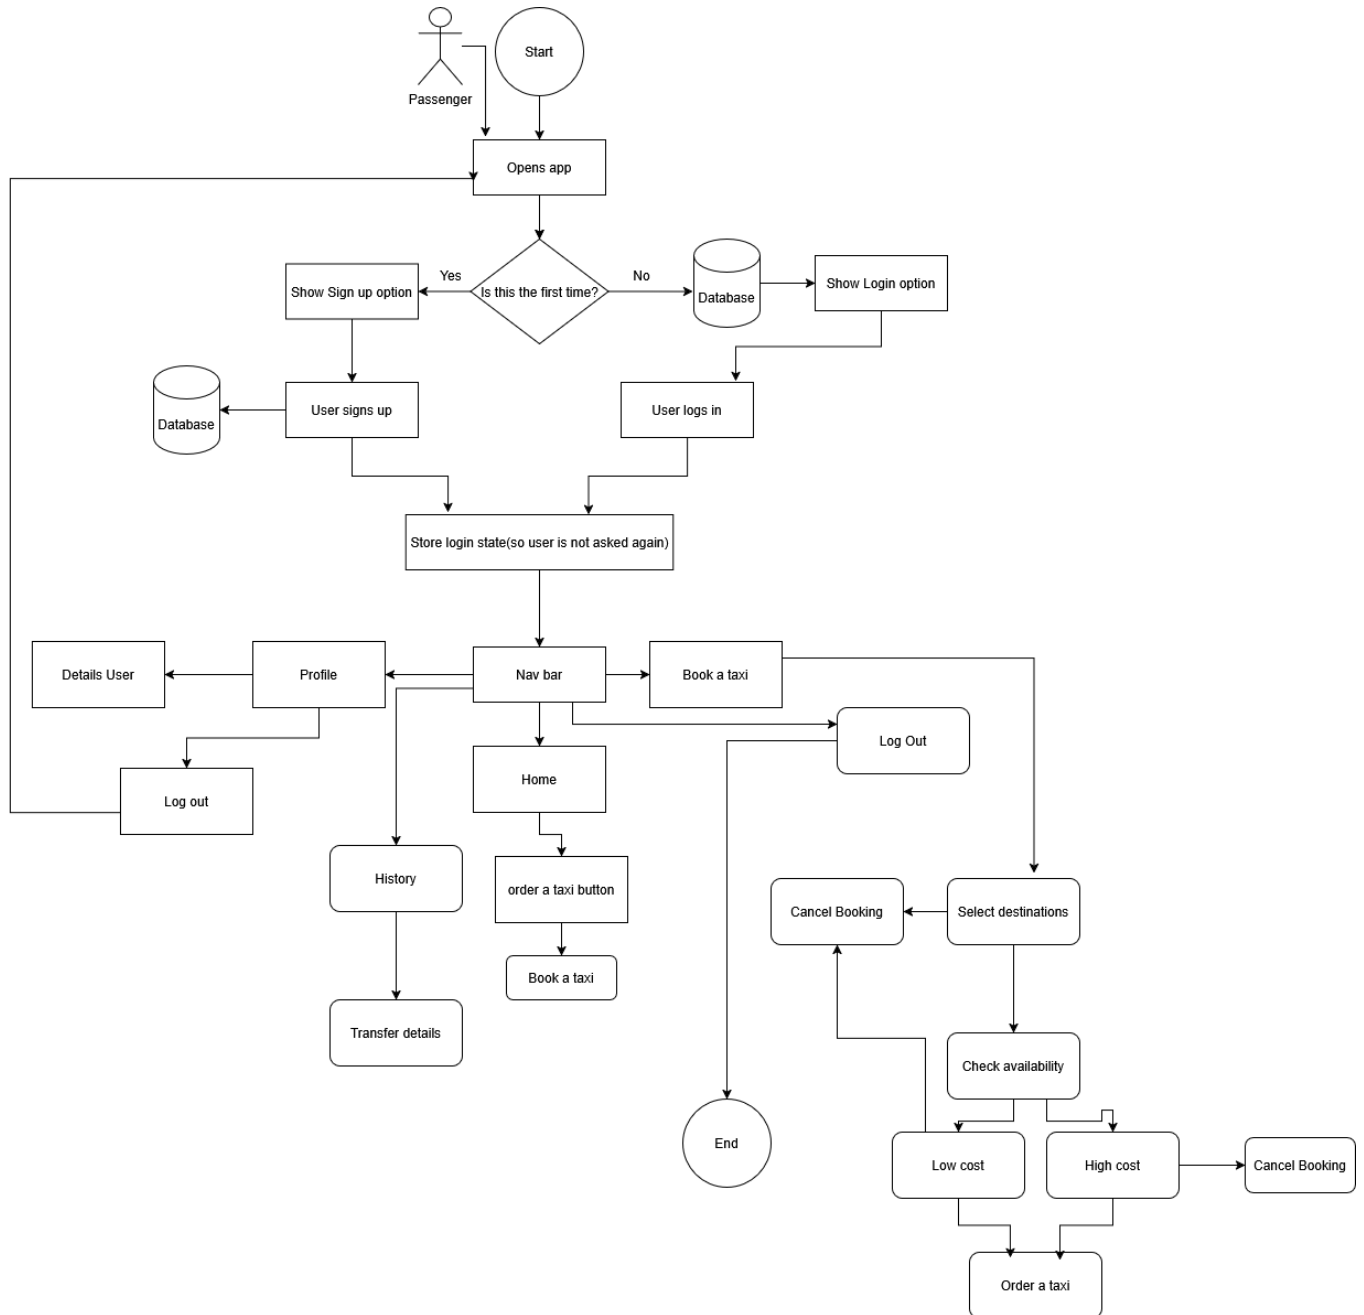 Start
Passenger
Opens app
Yes
No
Is this the first time?
Show Sign up option
Database
Show Login option
Database
User signs up
User logs in
Store login state(so user is not asked again)
Details User
Profile
Nav bar
Book a taxi
Log Out
Home
Log out
History
order a taxi button
Cancel Booking
Select destinations
Book a taxi
Transfer details
Check availability
End
Low cost
High cost
Cancel Booking
Order a taxi